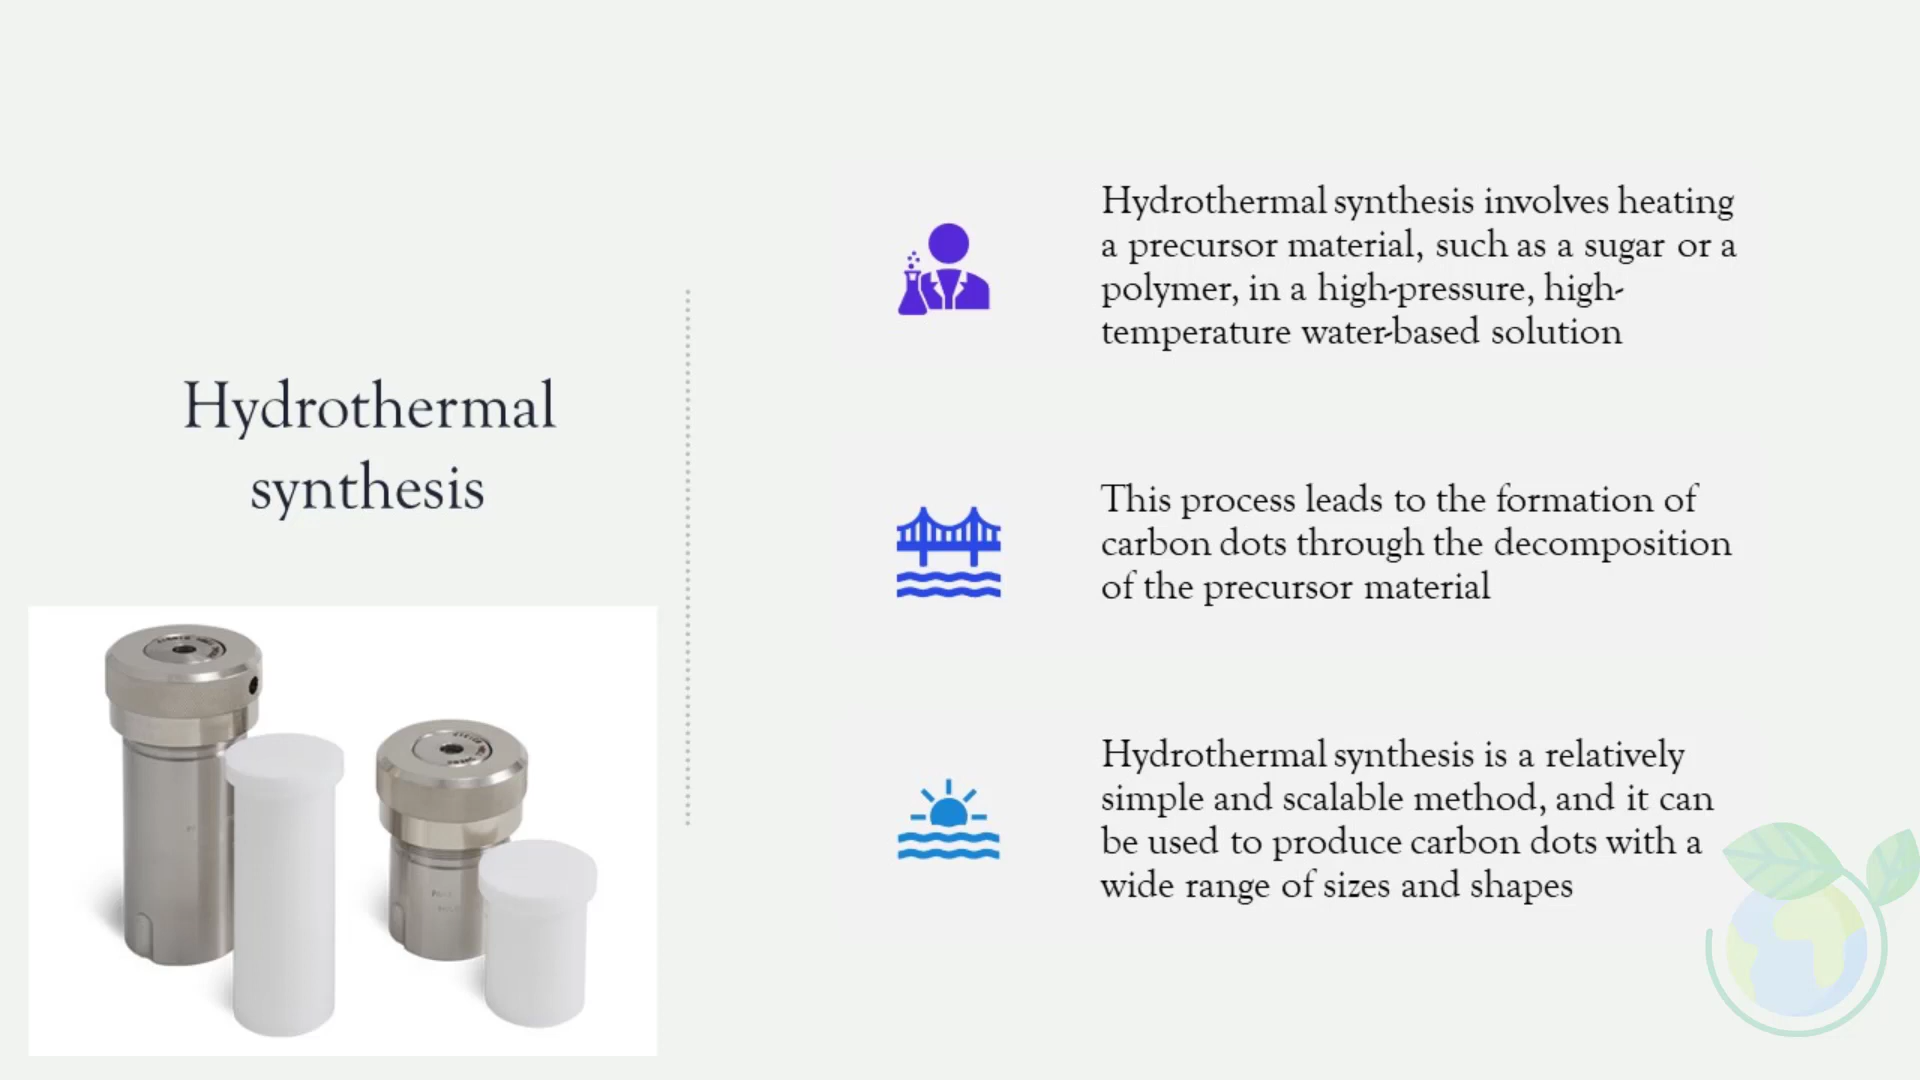 Hydrothermal
synthesis
Hydrothermal synthesis involves heating
a precursor material, such as a sugar or a
polymer, in a high-pressure, high-
temperature water-based solution
This process leads to the formation of
carbon dots through the decomposition
of the precursor material
Hydrothermal synthesis is a relatively
simple and scalable method, and it can
be used to produce carbon dots with a
wide range of sizes and shapes